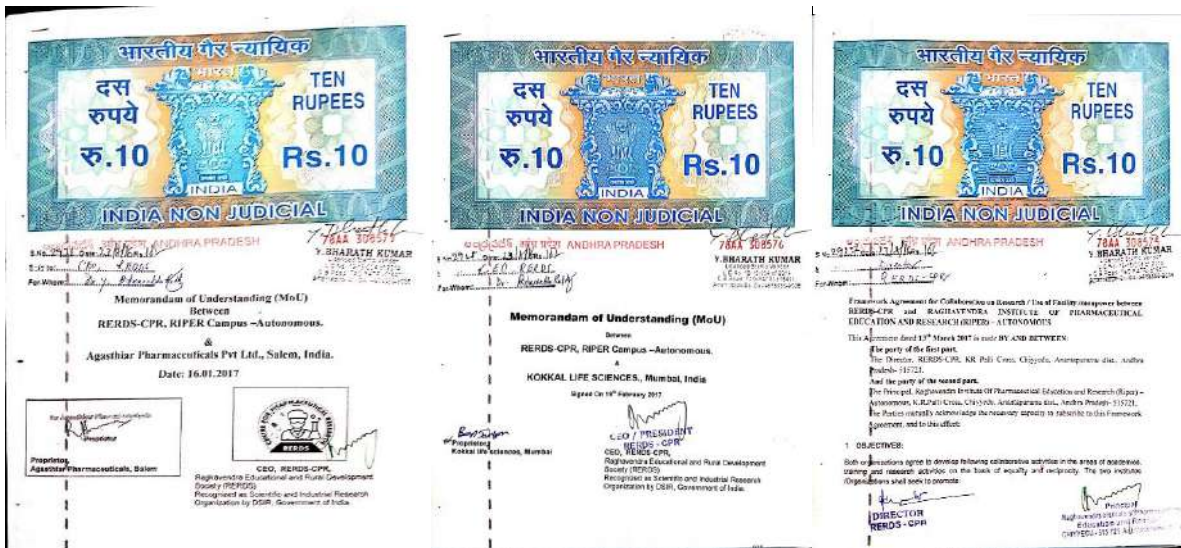 भारतीय गैर न्यायिक
भारत
दस
रुपये
रु.10
TEN
RUPEES
Rs.10
INDIA
INDIA NON JUDICIAL
ANDHRA PRADESH
Y. BHARATH KUMAR
For Whom
Memorandum of Understanding (MoU)
Between
RERDS-CPR, RIPER Campus –Autonomous.
&
Agasthiar Pharmaceuticals Pvt Ltd., Salem, India.
Date: 16.01.2017
Proprietor
Proprietor,
Agasthiar Pharmaceuticals, Salem
RERDS
CEO, RERDS-CPR,
Raghavendra Educational and Rural Development
Society (RERDS)
Recognised as Scientific and Industrial Research
Organization by DSIR, Government of India.
भारतीय गैर न्यायिक
भारत
दस
रुपये
रु.10
TEN
RUPEES
Rs.10
INDIA
INDIA NON JUDICIAL
ANDHRA PRADESH
78AA 308576
Y. BHARATH KUMAR
For Whom
Memorandum of Understanding (MoU)
Between
RERDS-CPR, RIPER Campus –Autonomous.
&
KOKKAL LIFE SCIENCES., Mumbai, India
CEO / PRESIDENT
RERDS - CPR
Proprietor,
Kokkal life sciences, Mumbai
CEO, RERDS-CPR,
Raghavendra Educational and Rural Development
Society (RERDS)
Recognised as Scientific and Industrial Research
Organization by DSIR, Government of India.
भारतीय गैर न्यायिक
भारत
दस
रुपये
रु.10
TEN
RUPEES
Rs.10
INDIA
INDIA NON JUDICIAL
ANDHRA PRADESH
Y. BHARATH KUMAR
For Whom
Framework Agreement for Collaboration on Research / Use of Facility/manpower between
RERDS-CPR and RAGHAVENDRA INSTITUTE OF PHARMACEUTICAL
EDUCATION AND RESEARCH (RIPER) - AUTONOMOUS
This Agreement dated 13th March 2017 is made BY AND BETWEEN:
The party of the first part,
The Director, RERDS-CPR, KR Palli Cross, Chiyyedu, Anantapuramu dist., Andhra
Pradesh- 515721.
And the party of the second part,
The Principal, Raghavendra Institute Of Pharmaceutical Education and Research (Riper) –
Autonomous, K.R.Palli Cross, Chiyyedu, Anantapuramu dist., Andhra Pradesh- 515721.
The Parties mutually acknowledge the necessary capacity to subscribe to this Framework
Agreement, and to this effect:
1 OBJECTIVES:
Both organisations agree to develop following collaborative activities in the areas of academics,
training and research activities on the basis of equality and reciprocity. The two institutes
/Organizations shall seek to promote:
DIRECTOR
RERDS - CPR
Principal